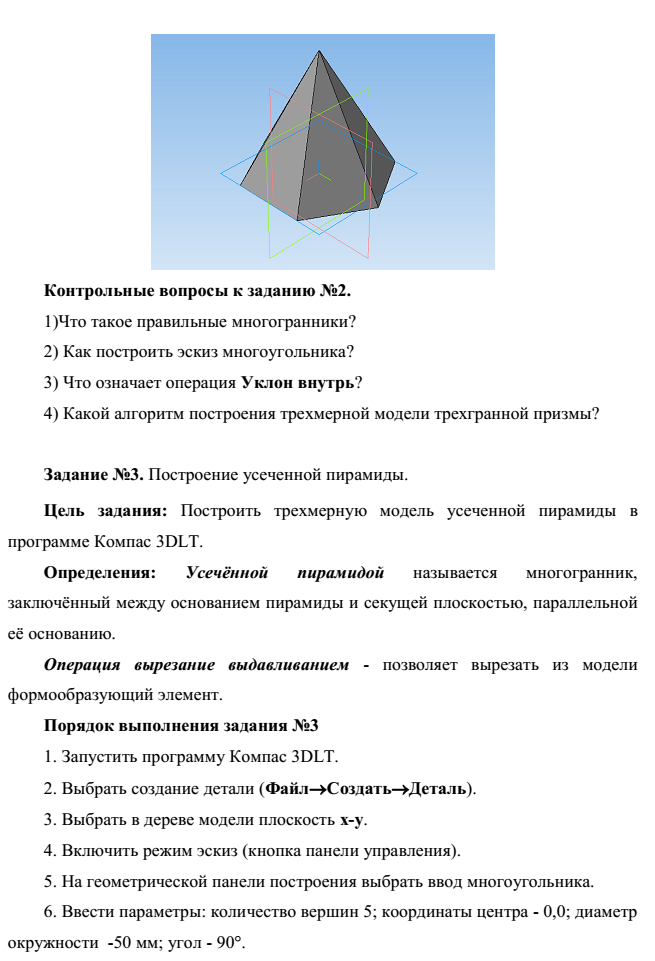 Контрольные вопросы к заданию №2.
1)Что такое правильные многогранники?
2) Как построить эскиз многоугольника?
3) Что означает операция Уклон внутрь?
4) Какой алгоритм построения трехмерной модели трехгранной призмы?
Задание №3. Построение усеченной пирамиды.
Цель задания: Построить трехмерную модель усеченной пирамиды в
программе Компас 3DLT.
Определения: Усечённой пирамидой называется многогранник,
заключённый между основанием пирамиды и секущей плоскостью, параллельной
её основанию.
Операция вырезание выдавливанием - позволяет вырезать из модели
формообразующий элемент.
Порядок выполнения задания №3
1. Запустить программу Компас 3DLT.
2. Выбрать создание детали (Файл→Создать→Деталь).
3. Выбрать в дереве модели плоскость x-y.
4. Включить режим эскиз (кнопка панели управления).
5. На геометрической панели построения выбрать ввод многоугольника.
6. Ввести параметры: количество вершин 5; координаты центра - 0,0; диаметр
окружности -50 мм; угол - 90°.